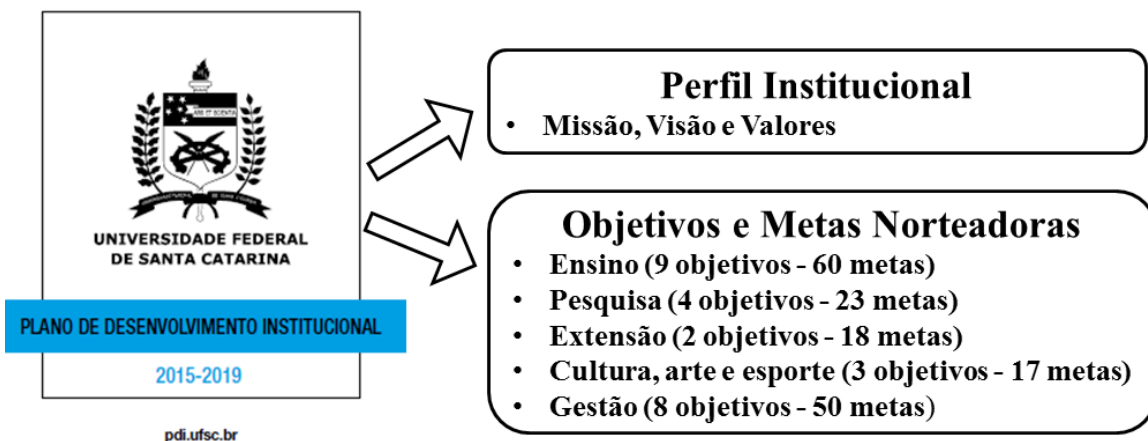 UNIVERSIDADE FEDERAL
DE SANTA CATARINA
PLANO DE DESENVOLVIMENTO INSTITUCIONAL
2015-2019
pdi.ufsc.br
Perfil Institucional
• Missão, Visão e Valores
Objetivos e Metas Norteadoras
• Ensino (9 objetivos - 60 metas)
• Pesquisa (4 objetivos - 23 metas)
• Extensão (2 objetivos - 18 metas)
• Cultura, arte e esporte (3 objetivos - 17 metas)
• Gestão (8 objetivos - 50 metas)